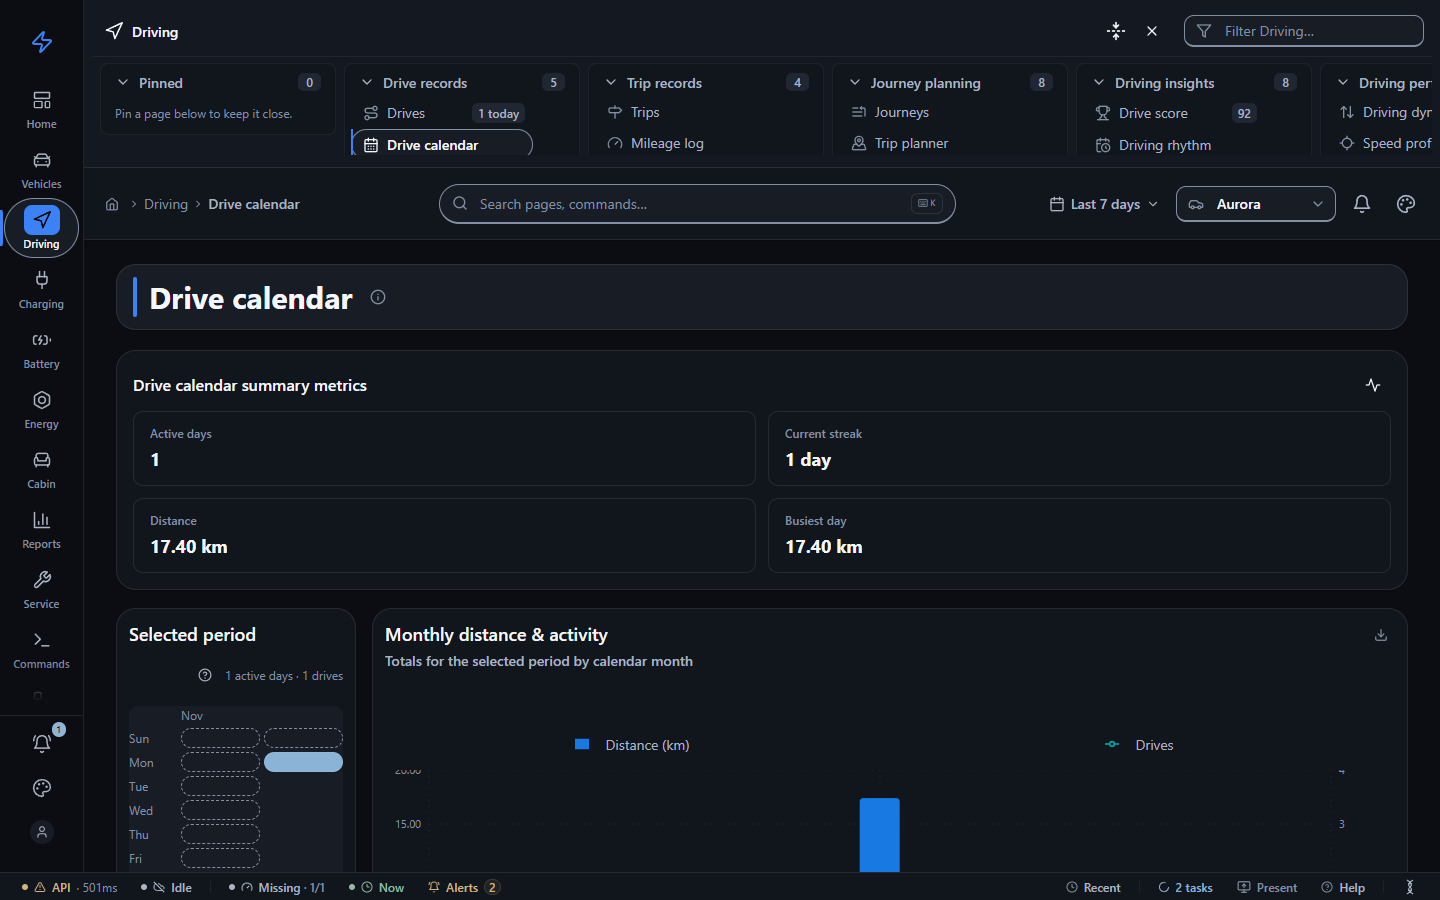 Driving
Filter Driving...
Pinned 0
Pin a page below to keep it close.
Drive records 5
Drives 1 today
Drive calendar
Trip records 4
Trips
Mileage log
Journey planning 8
Journeys
Trip planner
Driving insights 8
Drive score 92
Driving rhythm
Driving per
Driving dyr
Speed prof
Home
Vehicles
Driving
Charging
Battery
Energy
Cabin
Reports
Service
Commands
1
Driving
Drive calendar
Search pages, commands...
K
Last 7 days
Aurora
Drive calendar
Drive calendar summary metrics
Active days
1
Current streak
1 day
Distance
17.40 km
Busiest day
17.40 km
Selected period
1 active days · 1 drives
Nov
Sun
Mon
Tue
Wed
Thu
Fri
Monthly distance & activity
Totals for the selected period by calendar month
Distance (km)
Drives
20.00
4
15.00
3
API · 501ms
Idle
Missing · 1/1
Now
Alerts 2
Recent
2 tasks
Present
Help